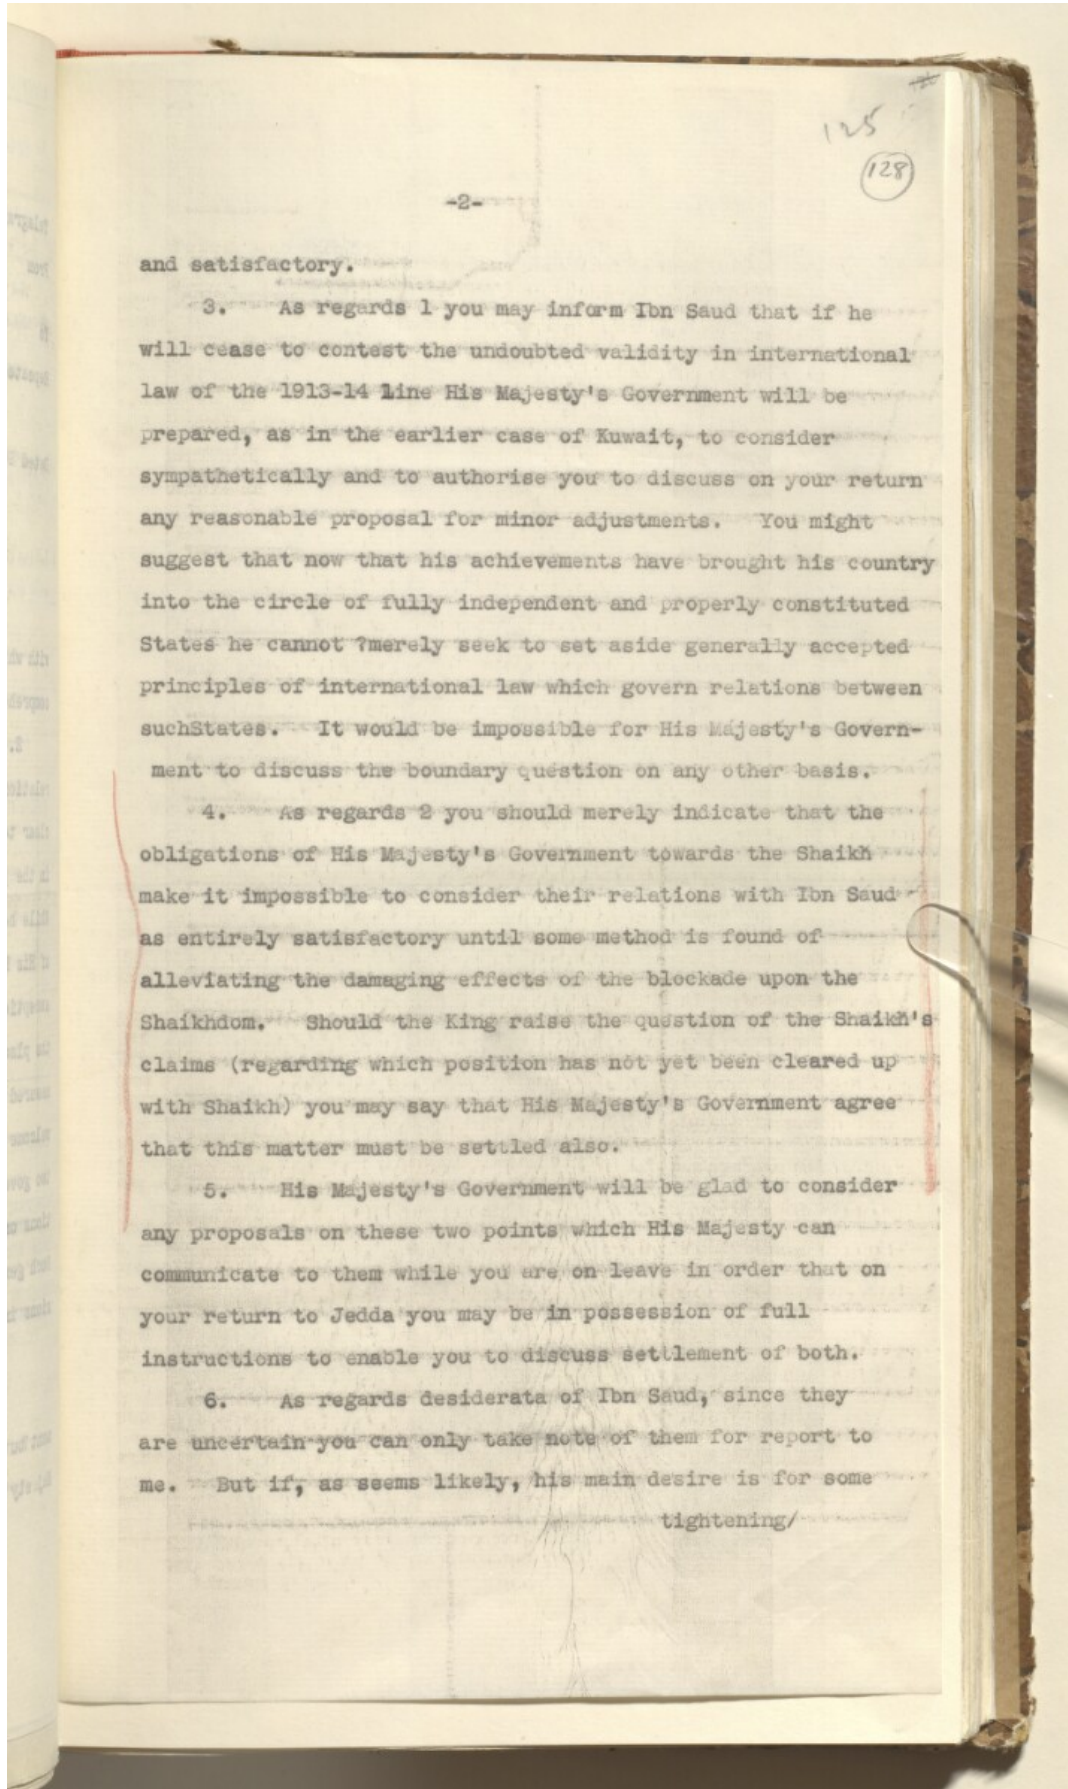 125
128
-2-
and satisfactory.
3. As regards 1 you may inform Ibn Saud that if he
will cease to contest the undoubted validity in international
law of the 1913-14 line His Majesty's Government will be
prepared, as in the earlier case of Kuwait, to consider
sympathetically and to authorise you to discuss on your return
any reasonable proposal for minor adjustments. You might
suggest that now that his achievements have brought his country
into the circle of fully independent and properly constituted
States he cannot ?merely seek to set aside generally accepted
principles of international law which govern relations between
suchStates. It would be impossible for His Majesty's Govern-
ment to discuss the boundary question on any other basis.
4. As regards 2 you should merely indicate that the
obligations of His Majesty's Government towards the Shaikh
make it impossible to consider their relations with Ibn Saud
as entirely satisfactory until some method is found of
alleviating the damaging effects of the blockade upon the
Shaikhdom. Should the King raise the question of the Shaikh's
claims (regarding which position has not yet been cleared up
with Shaikh) you may say that His Majesty's Government agree
that this matter must be settled also.
5. His Majesty's Government will be glad to consider
any proposals on these two points which His Majesty can
communicate to them while you are on leave in order that on
your return to Jedda you may be in possession of full
instructions to enable you to discuss settlement of both.
6. As regards desiderata of Ibn Saud, since they
are uncertain you can only take note of them for report to
me. But if, as seems likely, his main desire is for some
tightening/